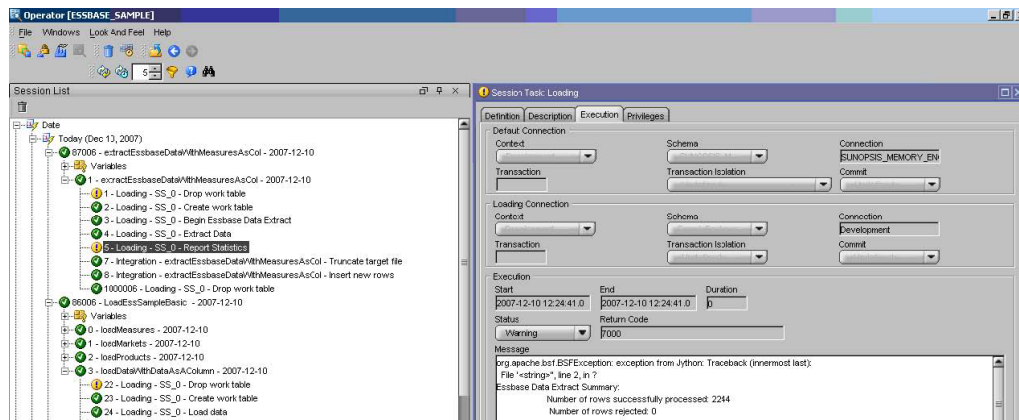 Operator [ESSBASE_SAMPLE]
File Windows Look And Feel Help
5
Session List
Date
Today (Dec 10, 2007)
87006 - extractEssbaseDataWithMeasuresAsCol - 2007-12-10
Variables
1 - extractEssbaseDataWithMeasuresAsCol - 2007-12-10
1 - Loading - SS_0 - Drop work table
2 - Loading - SS_0 - Create work table
3 - Loading - SS_0 - Begin Essbase Data Extract
4 - Loading - SS_0 - Extract Data
5 - Loading - SS_0 - Report Statistics
7 - Integration - extractEssbaseDataWithMeasuresAsCol - Truncate target file
8 - Integration - extractEssbaseDataWithMeasuresAsCol - Insert new rows
1000006 - Loading - SS_0 - Drop work table
86006 - LoadEssSampleBasic - 2007-12-10
Variables
0 - loadMeasures - 2007-12-10
1 - loadMarkets - 2007-12-10
2 - loadProducts - 2007-12-10
3 - loadDataWithDataAsAColumn - 2007-12-10
22 - Loading - SS_0 - Drop work table
23 - Loading - SS_0 - Create work table
24 - Loading - SS_0 - Load data
Session Task: Loading
Definition Description Execution Privileges
Default Connection
Context Schema Connection
SUNOPSIS_MEMORY_EN
Transaction Transaction Isolation Commit
Loading Connection
Context Schema Connection
Development
Transaction Transaction Isolation Commit
Execution
Start End Duration
2007-12-10 12:24:41.0 2007-12-10 12:24:41.0 0
Status Return Code
Warning 7000
Message
org.apache.bsf.BSFException: exception from Jython: Traceback (innermost last):
File "<string>", line 2, in ?
Essbase Data Extract Summary:
Number of rows successfully processed: 2244
Number of rows rejected: 0